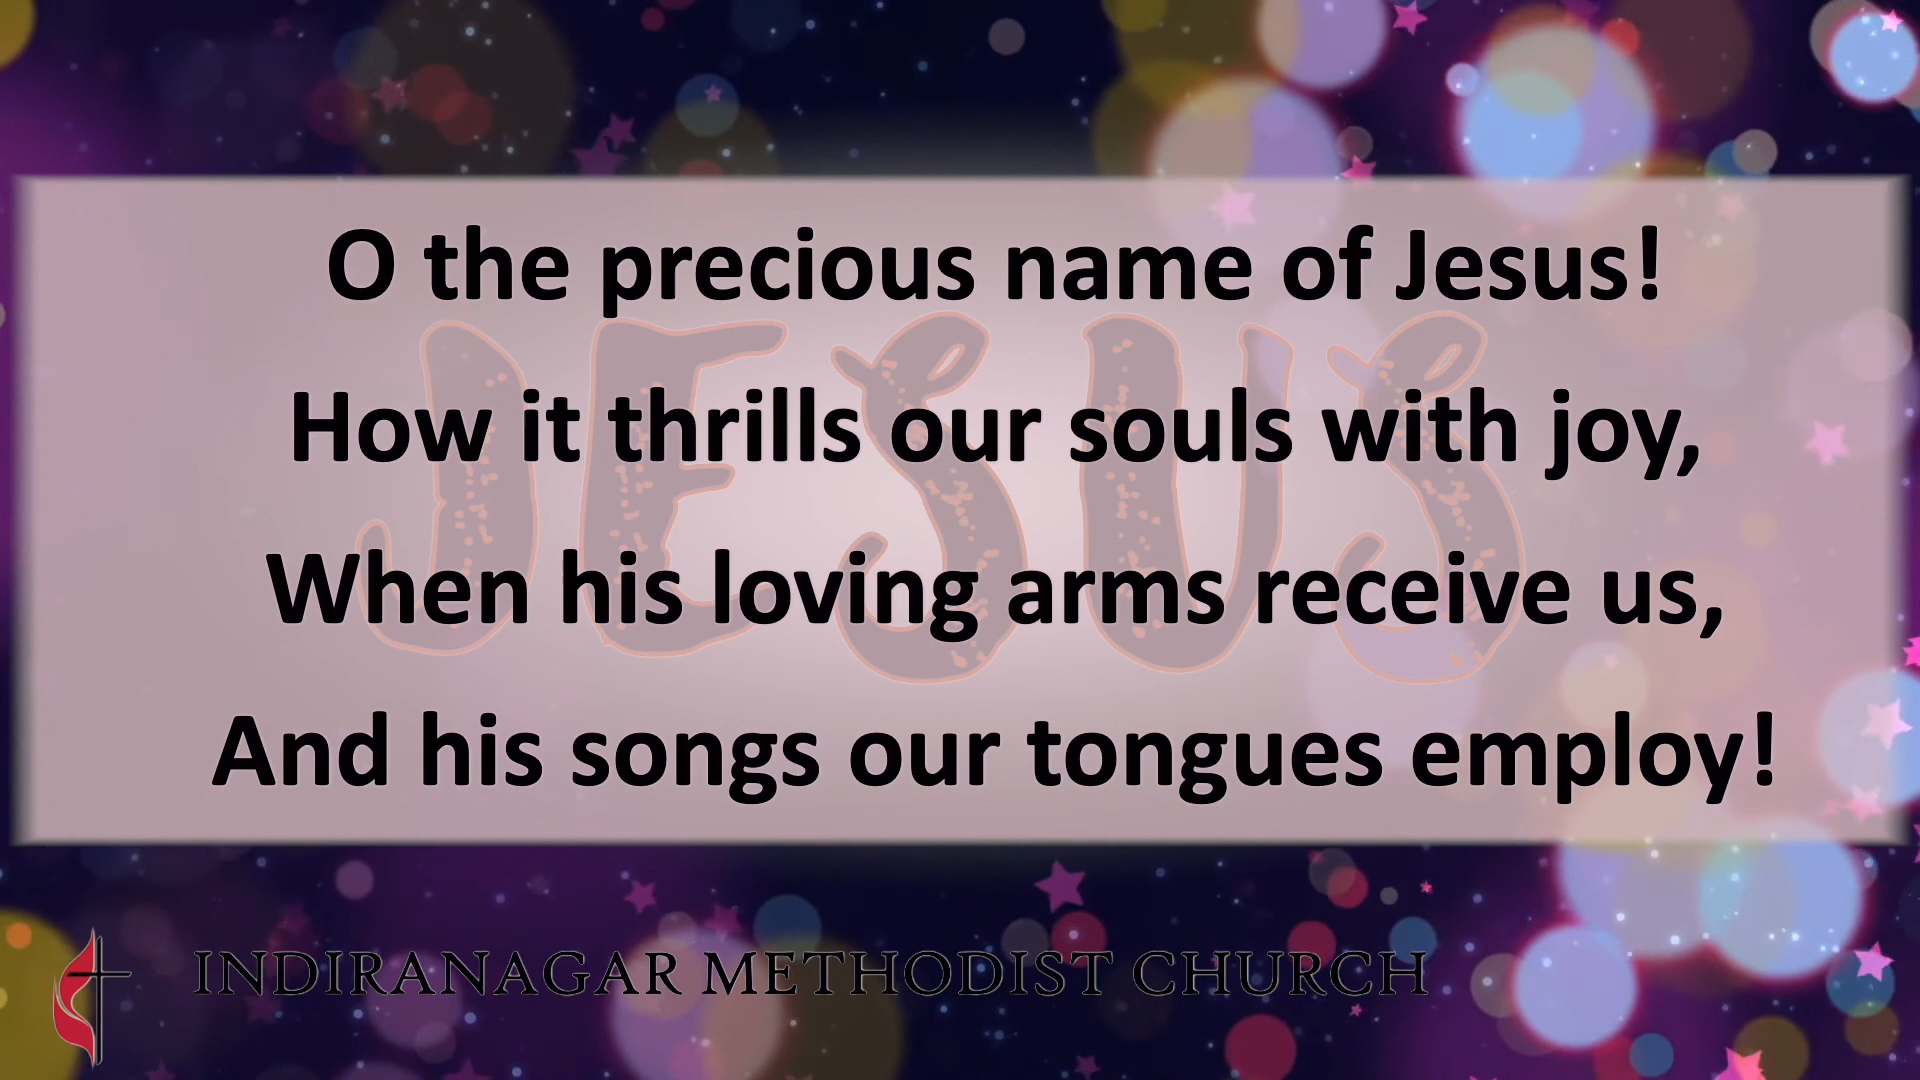 O the precious name of Jesus!
JESUS
How it thrills our souls with joy,
When his loving arms receive us,
And his songs our tongues employ!
INDIRANAGAR METHODIST CHURCH